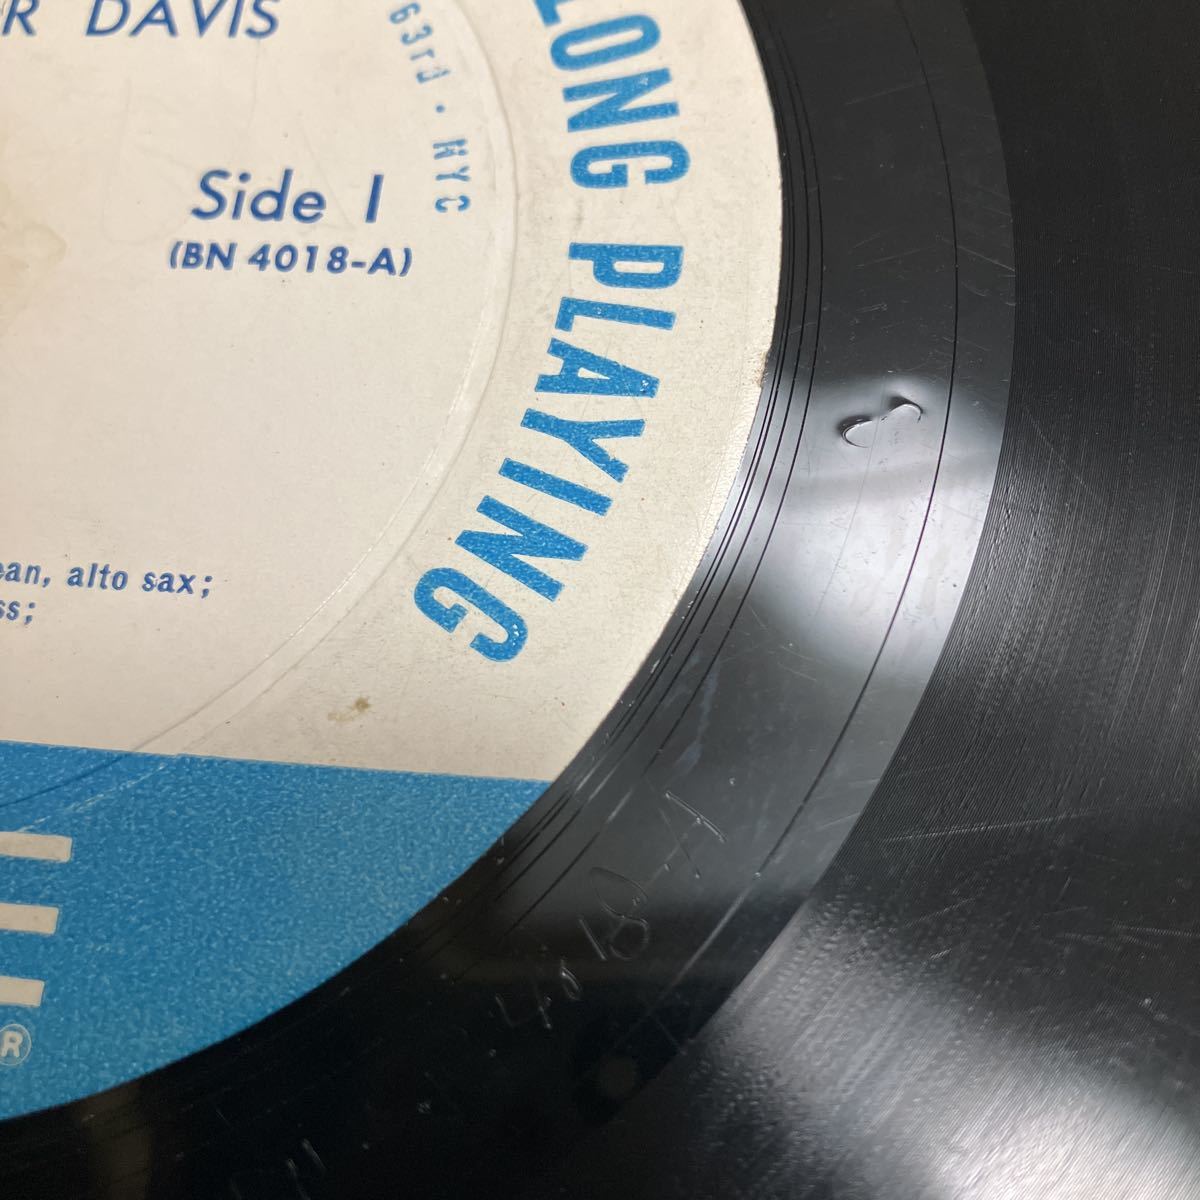 R DAVIS
63rd · NYC
LONG PLAYING
Side 1
(BN 4018-A)
ean, alto sax;
ss;
®